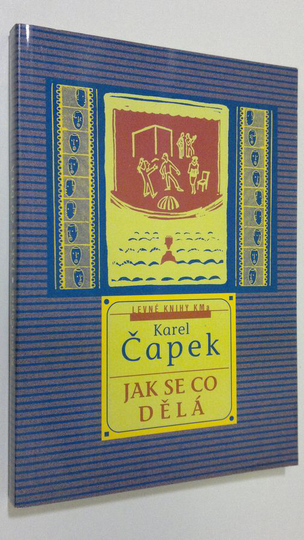 LEVNÉ KNIHY KMa
Karel
Čapek
JAK SE CO
DĚLÁ